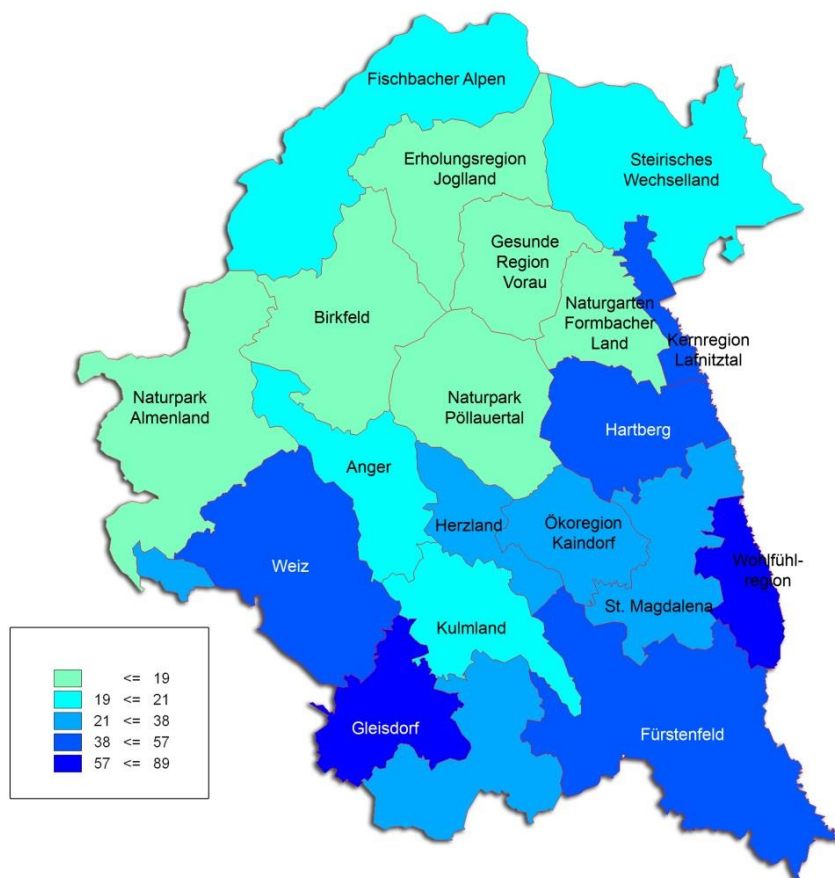 Fischbacher Alpen
Erholungsregion
Joglland
Steirisches
Wechselland
Gesunde
Region
Vorau
Birkfeld
Naturgarten
Formbacher
Land
Kernregion
Lafnitztal
Naturpark
Almenland
Naturpark
Pöllauertal
Hartberg
Anger
Herzland
Ökoregion
Kaindorf
Weiz
Wohlfühl-
region
St. Magdalena
Kulmland
Gleisdorf
Fürstenfeld
<= 19
19 <= 21
21 <= 38
38 <= 57
57 <= 89